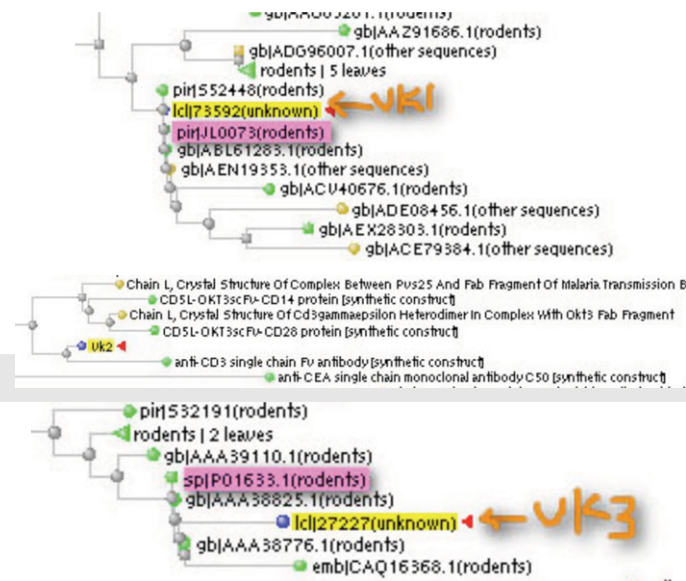 gb|AAZ91686.1(rodents)
gb|ADG96007.1(other sequences)
rodents | 5 leaves
pir|S52448(rodents)
lcl|73592(unknown) VK1
pir|JL0073(rodents)
gb|ABL61283.1(rodents)
gb|AEN19353.1(other sequences)
gb|ACV40676.1(rodents)
gb|ADE08456.1(other sequences)
gb|AEX28303.1(rodents)
gb|ACE79384.1(other sequences)
Chain L, Crystal Structure Of Complex Between Pvs25 And Fab Fragment Of Malaria Transmission B
CD5L-OKT3scFv-CD14 protein [synthetic construct]
Chain L, Crystal Structure Of Cd3gammaepsilon Heterodimer In Complex With Okt3 Fab Fragment
CD5L-OKT3scFv-CD28 protein [synthetic construct]
Vk2
anti-CD3 single chain Fv antibody [synthetic construct]
anti-CEA single chain monoclonal antibody C50 [synthetic construct]
pir|S32191(rodents)
rodents | 2 leaves
gb|AAA39110.1(rodents)
sp|P01633.1(rodents)
gb|AAA38825.1(rodents)
lcl|27227(unknown) VK3
gb|AAA38776.1(rodents)
emb|CAQ16368.1(rodents)